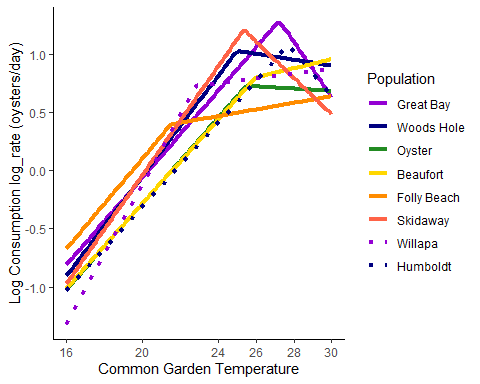 Log Consumption log_rate (oysters/day)
1.0
0.5
0.0
-0.5
-1.0
16 20 24 26 28 30
Common Garden Temperature
Population
Great Bay
Woods Hole
Oyster
Beaufort
Folly Beach
Skidaway
Willapa
Humboldt